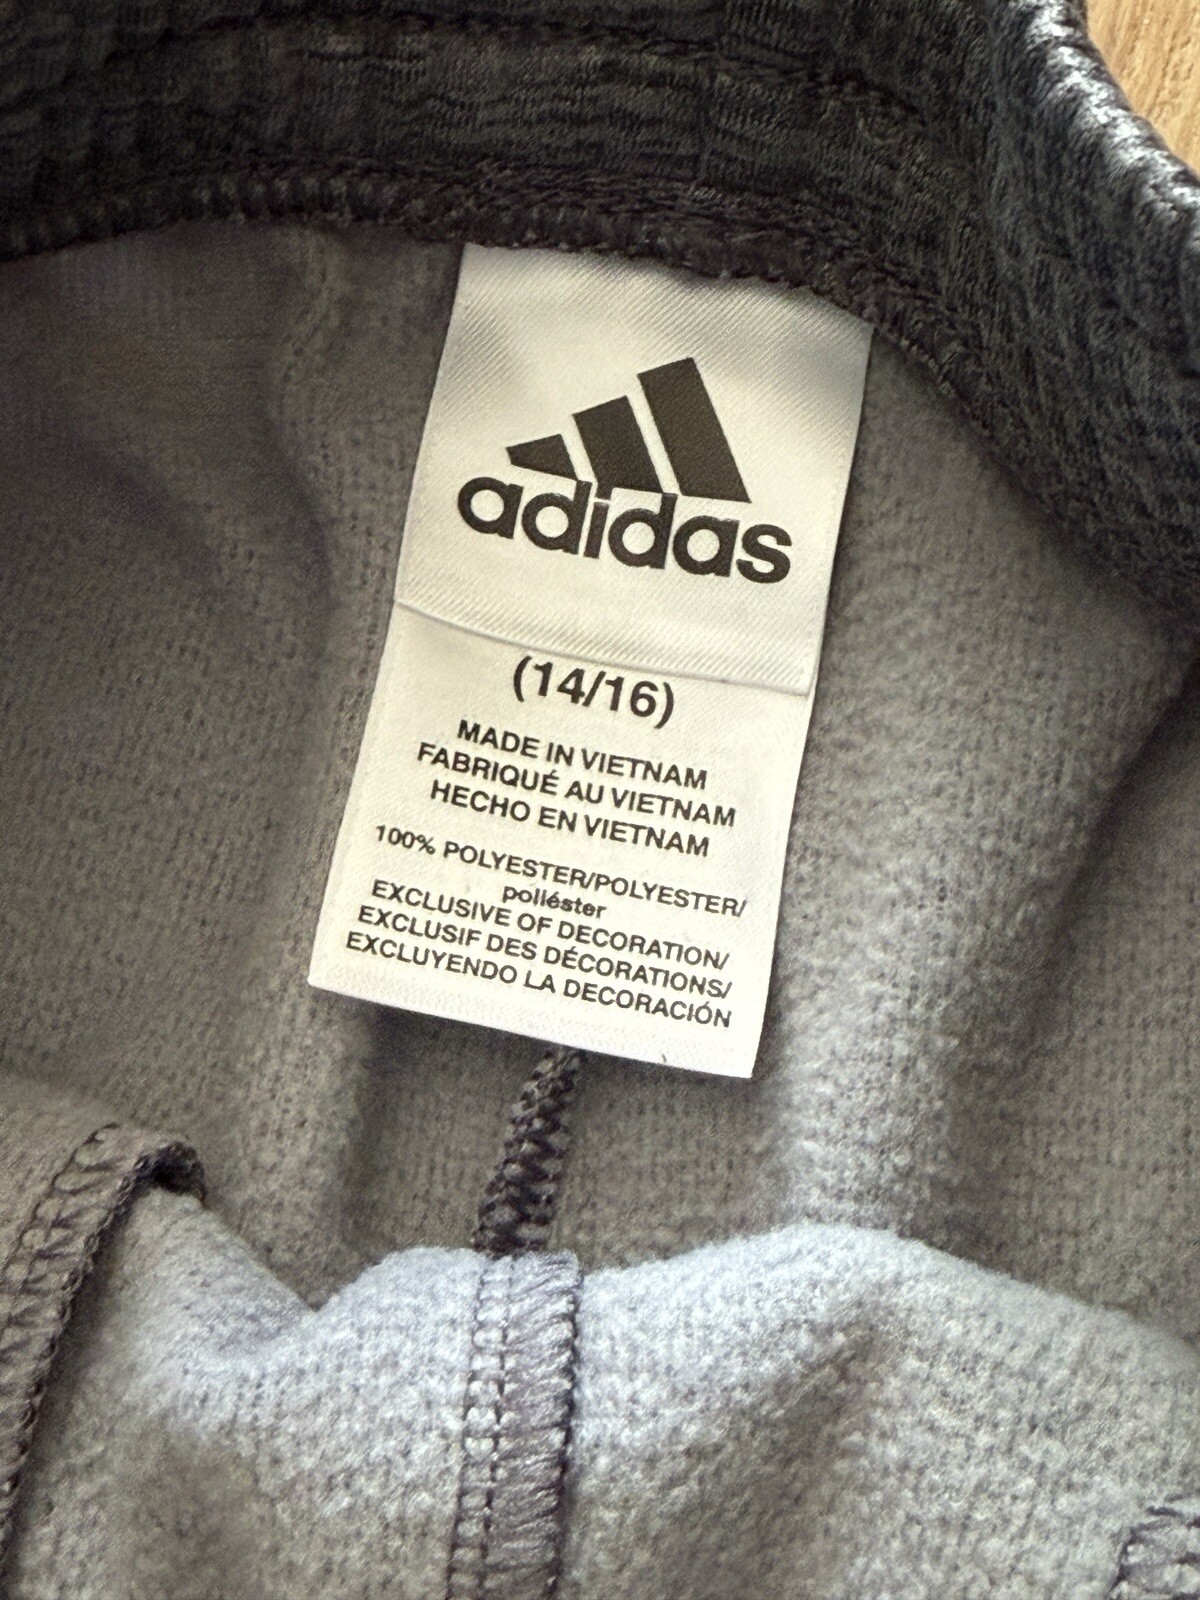 adidas
(14/16)
MADE IN VIETNAM
FABRIQUÉ AU VIETNAM
HECHO EN VIETNAM
100% POLYESTER/POLYESTER/
poliéster
EXCLUSIVE OF DECORATION/
EXCLUSIF DES DÉCORATIONS/
EXCLUYENDO LA DECORACIÓN